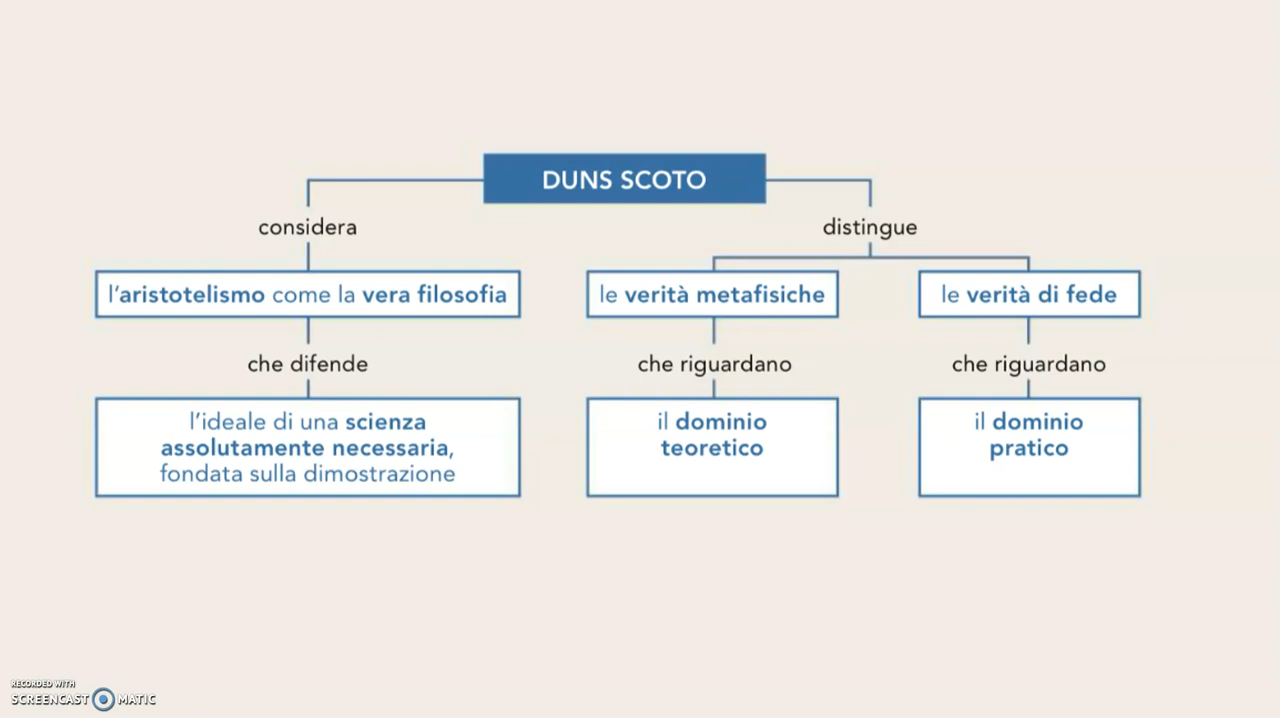 DUNS SCOTO
considera
distingue
l'aristotelismo come la vera filosofia
le verità metafisiche
le verità di fede
che difende
che riguardano
che riguardano
l'ideale di una scienza
assolutamente necessaria,
fondata sulla dimostrazione
il dominio
teoretico
il dominio
pratico
RECORDED WITH
SCREENCAST MATIC